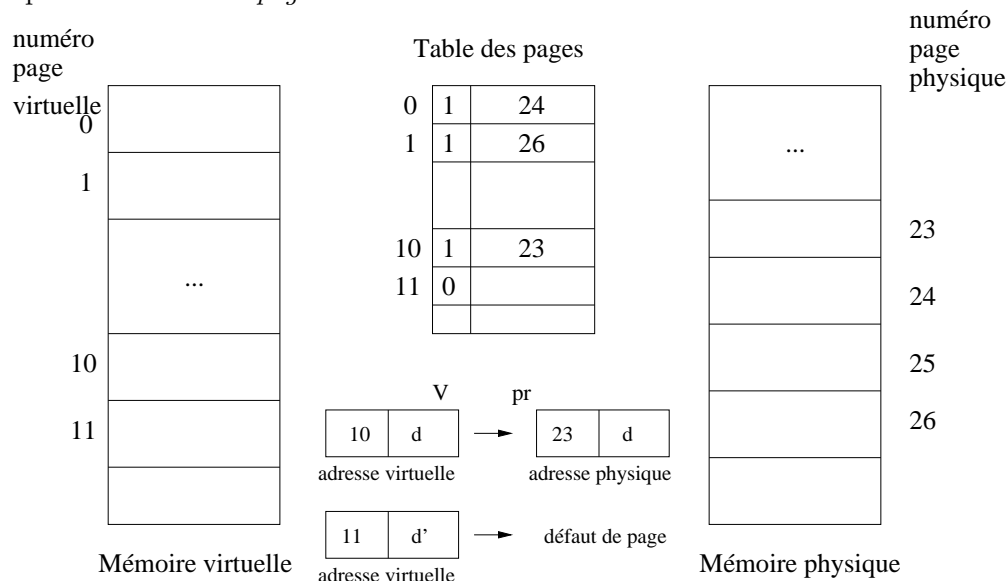 pag
numéro
page
virtuelle
0
1
...
10
11
Mémoire virtuelle
Table des pages
0 1 24
1 1 26
10 1 23
11 0
V pr
10 d 23 d
adresse virtuelle adresse physique
11 d' défaut de page
adresse virtuelle
numéro
page
physique
...
23
24
25
26
Mémoire physique